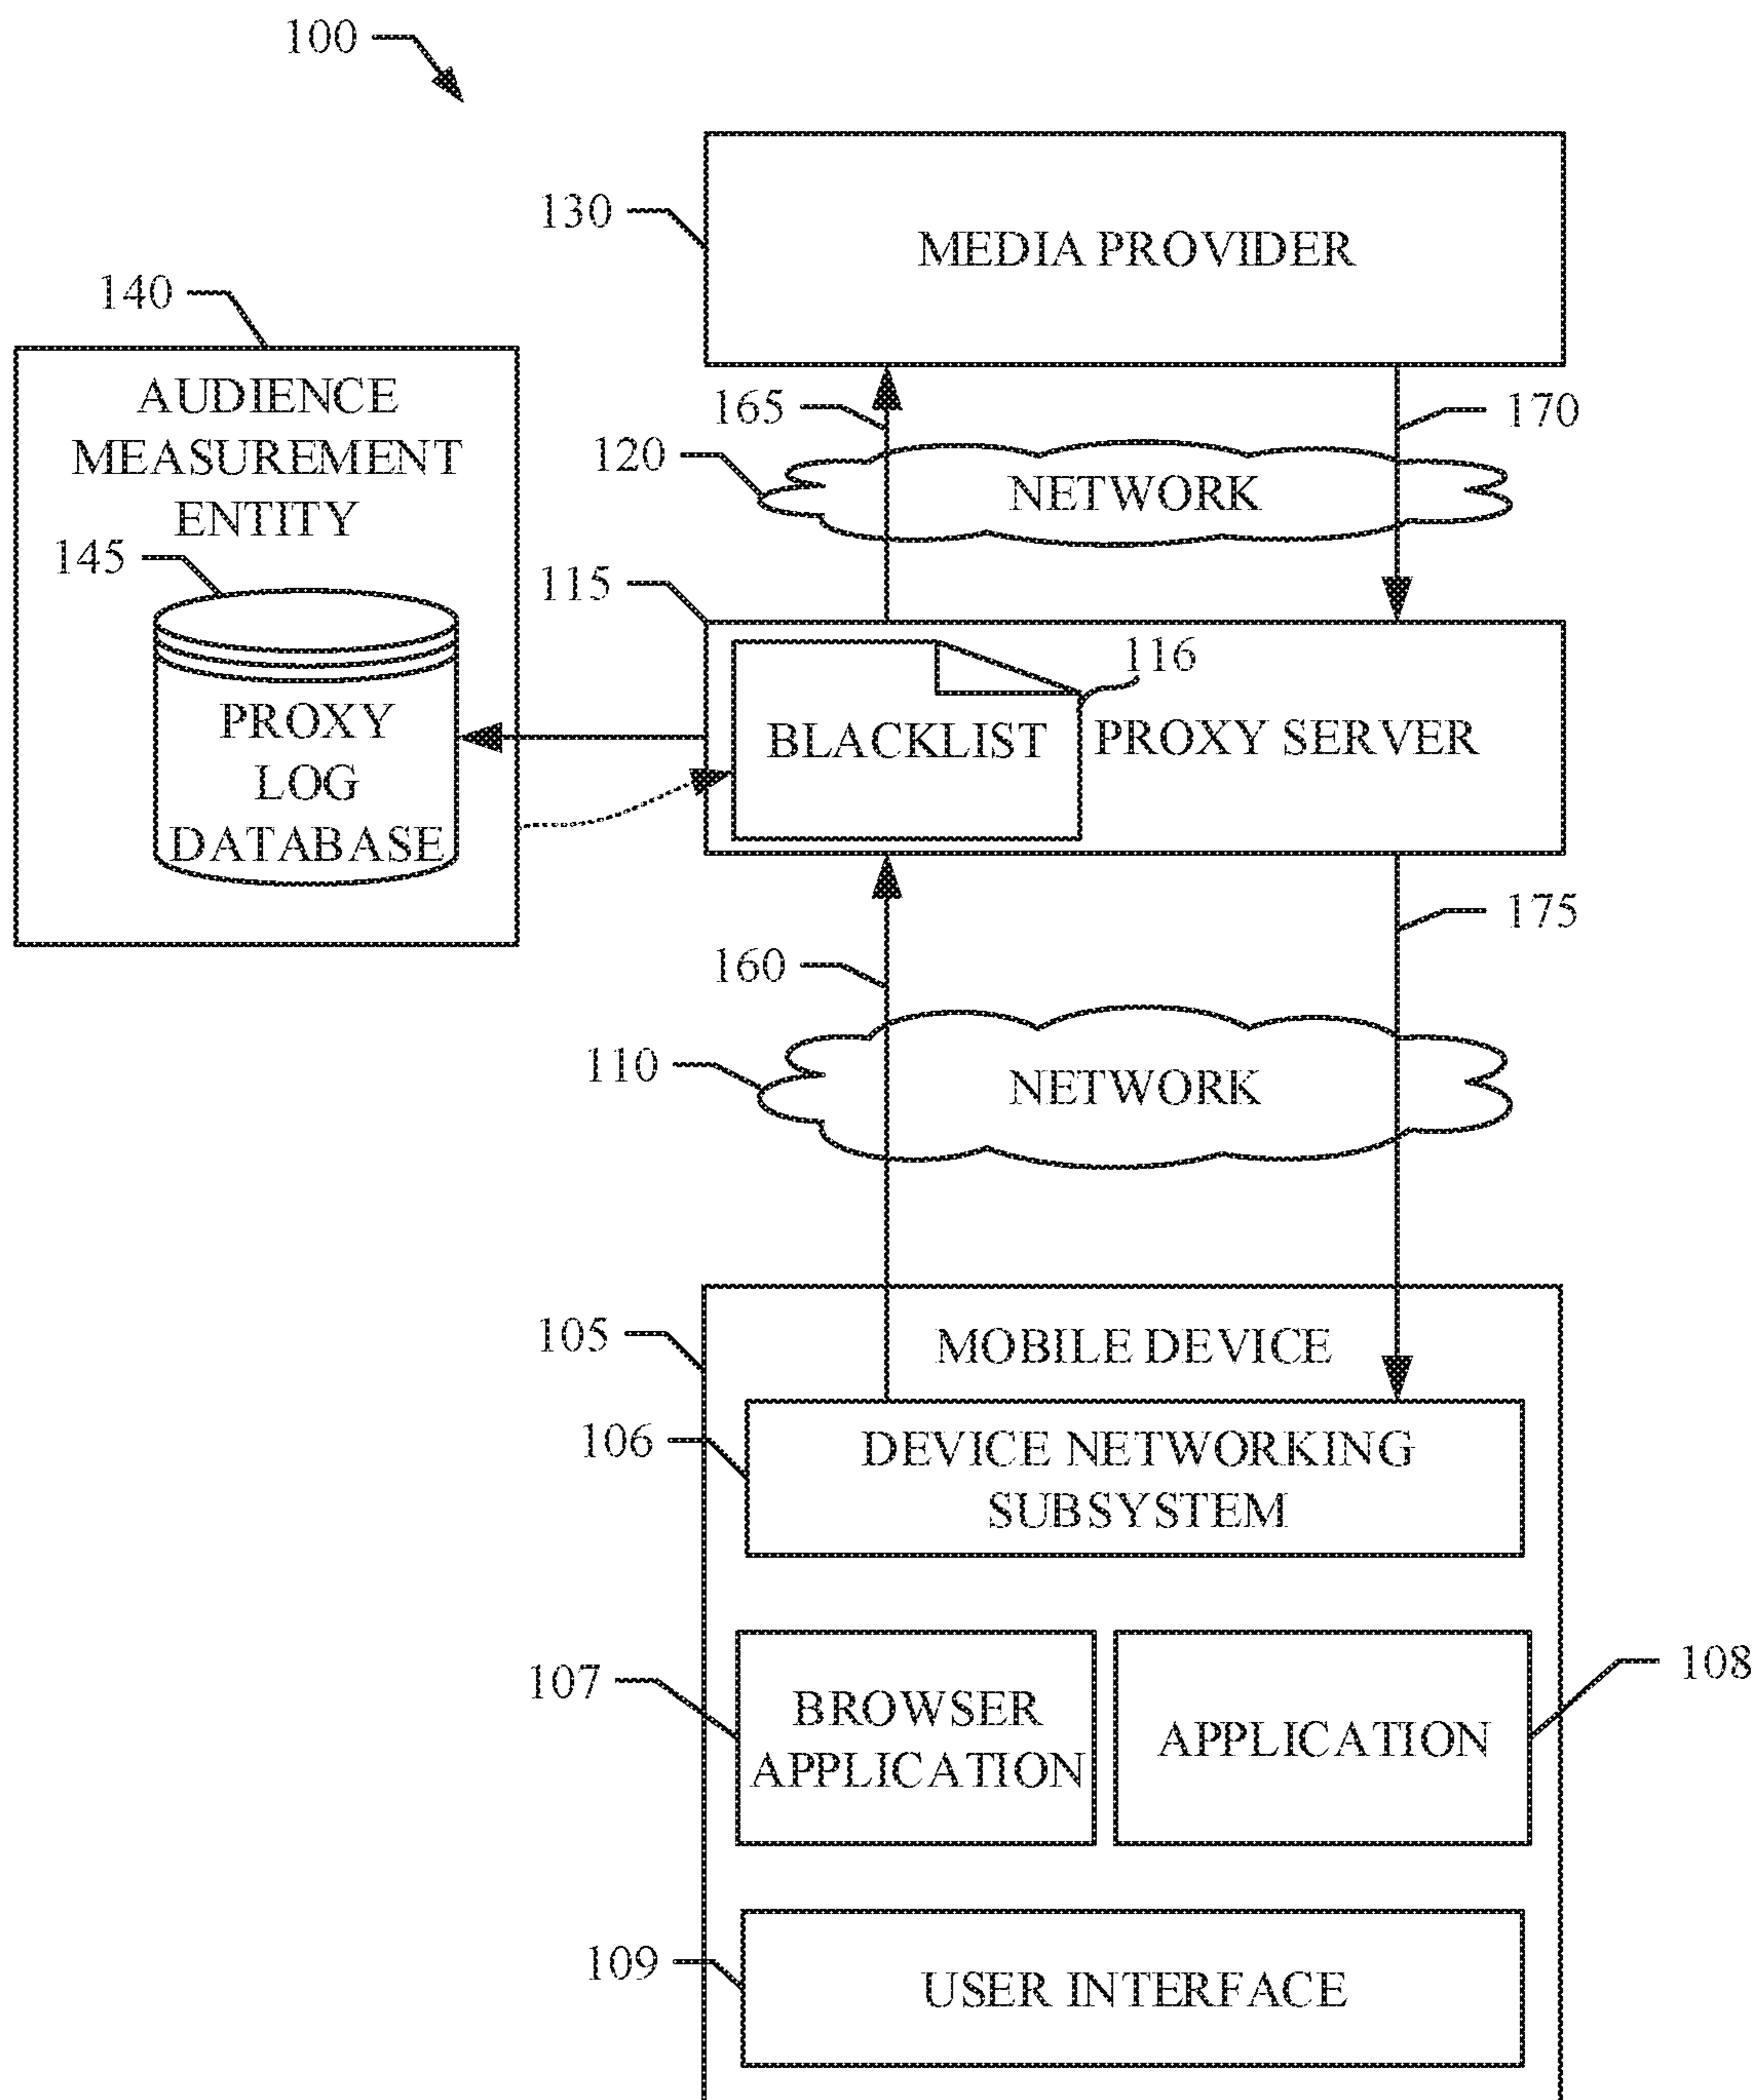 100
130
MEDIA PROVIDER
140
AUDIENCE
MEASUREMENT
ENTITY
165
170
120
NETWORK
145
115
116
PROXY
LOG
DATABASE
BLACKLIST
PROXY SERVER
160
175
110
NETWORK
105
MOBILE DEVICE
106
DEVICE NETWORKING
SUBSYSTEM
107
BROWSER
APPLICATION
APPLICATION
108
109
USER INTERFACE